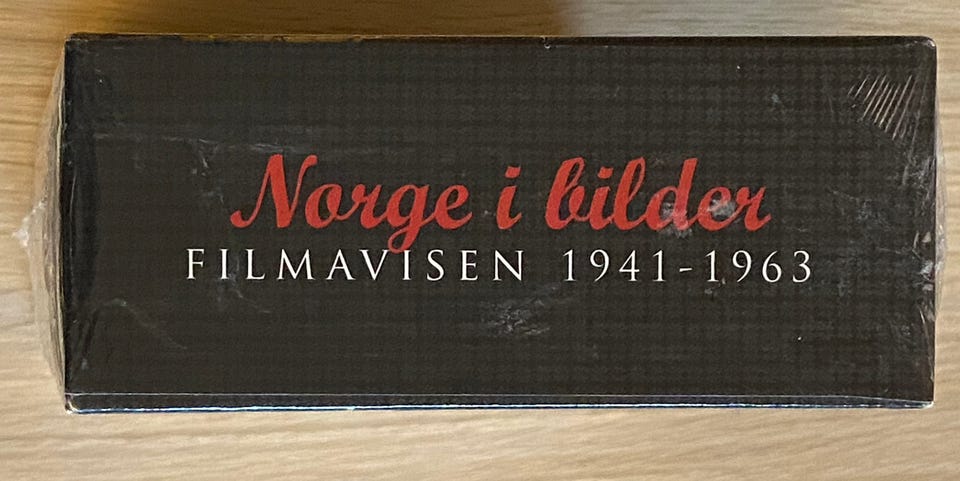 Norge i bilder
FILMAVISEN 1941-1963